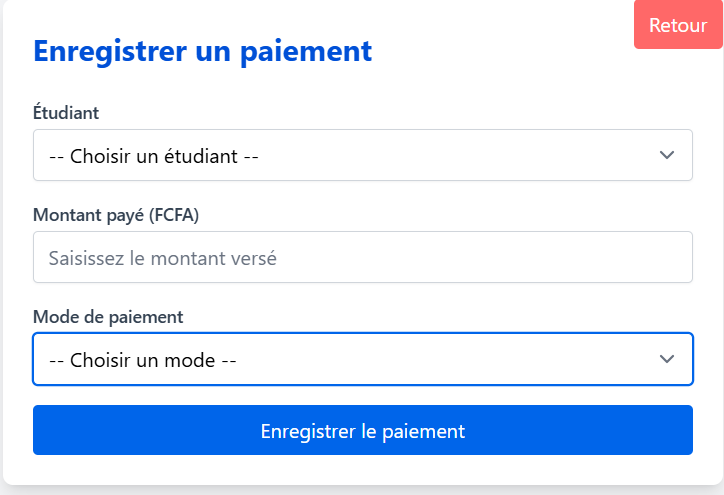 Retour
Enregistrer un paiement
Étudiant
-- Choisir un étudiant --
Montant payé (FCFA)
Saisissez le montant versé
Mode de paiement
-- Choisir un mode --
Enregistrer le paiement